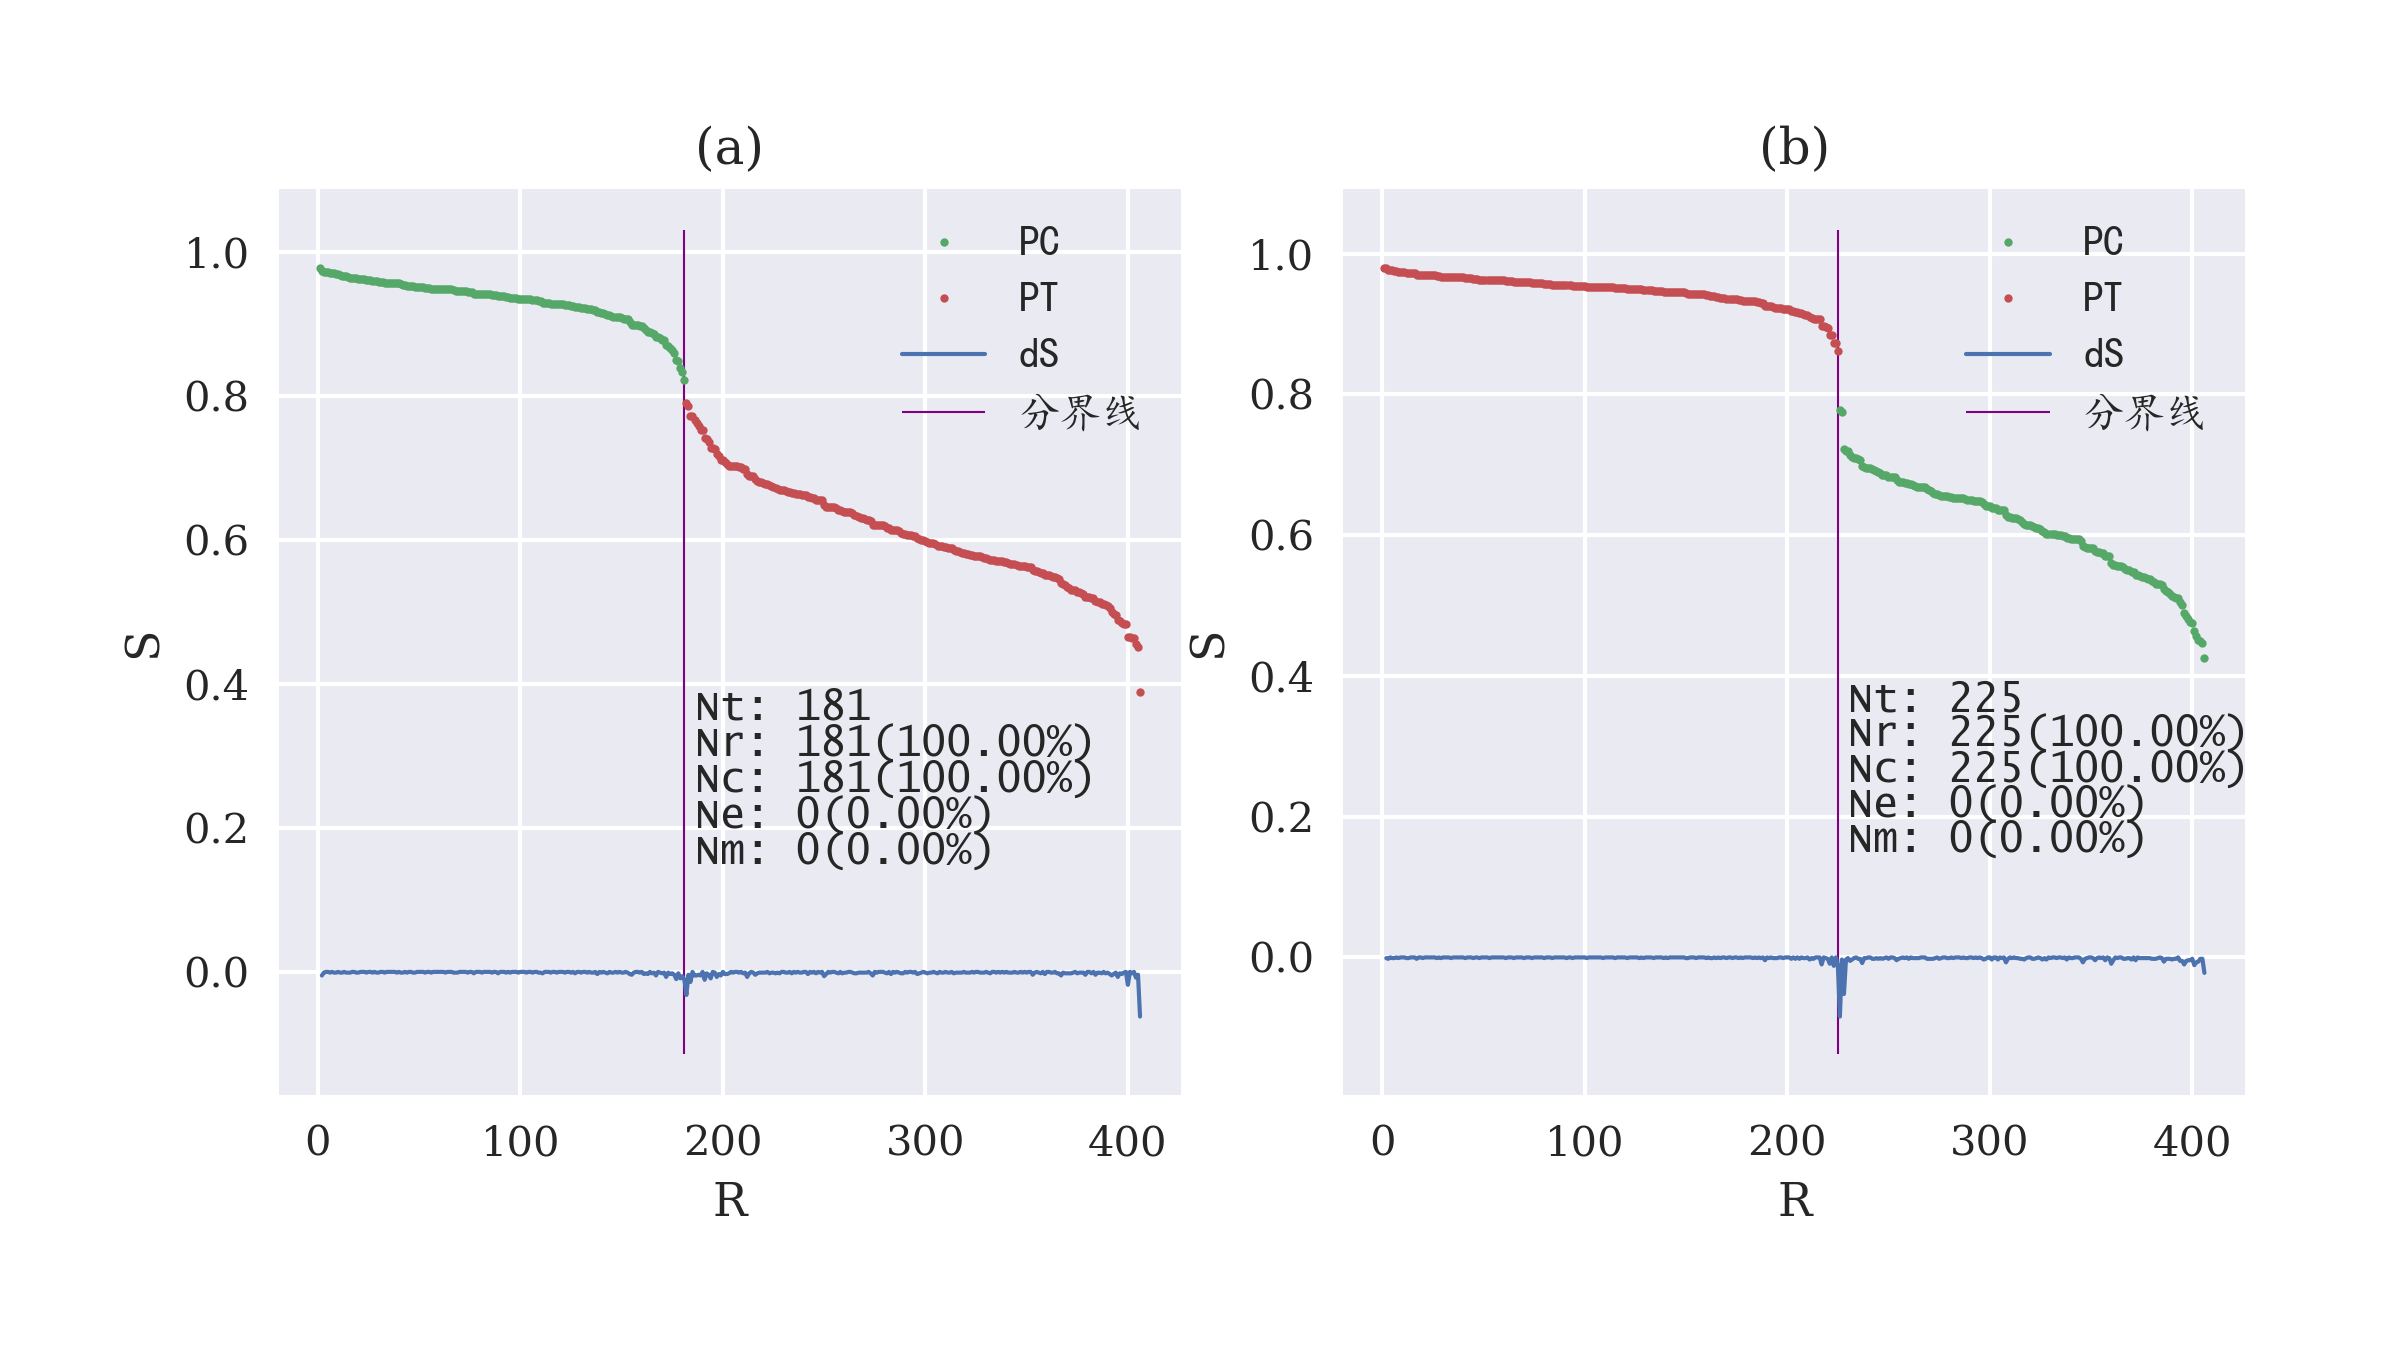 (a)
1.0
0.8
0.6
0.4
0.2
0.0
S
PC
PT
dS
分界线
Nt: 181
Nr: 181(100.00%)
Nc: 181(100.00%)
Ne: 0(0.00%)
Nm: 0(0.00%)
0 100 200 300 400
R
(b)
1.0
0.8
0.6
0.4
0.2
0.0
S
PC
PT
dS
分界线
Nt: 225
Nr: 225(100.00%)
Nc: 225(100.00%)
Ne: 0(0.00%)
Nm: 0(0.00%)
0 100 200 300 400
R